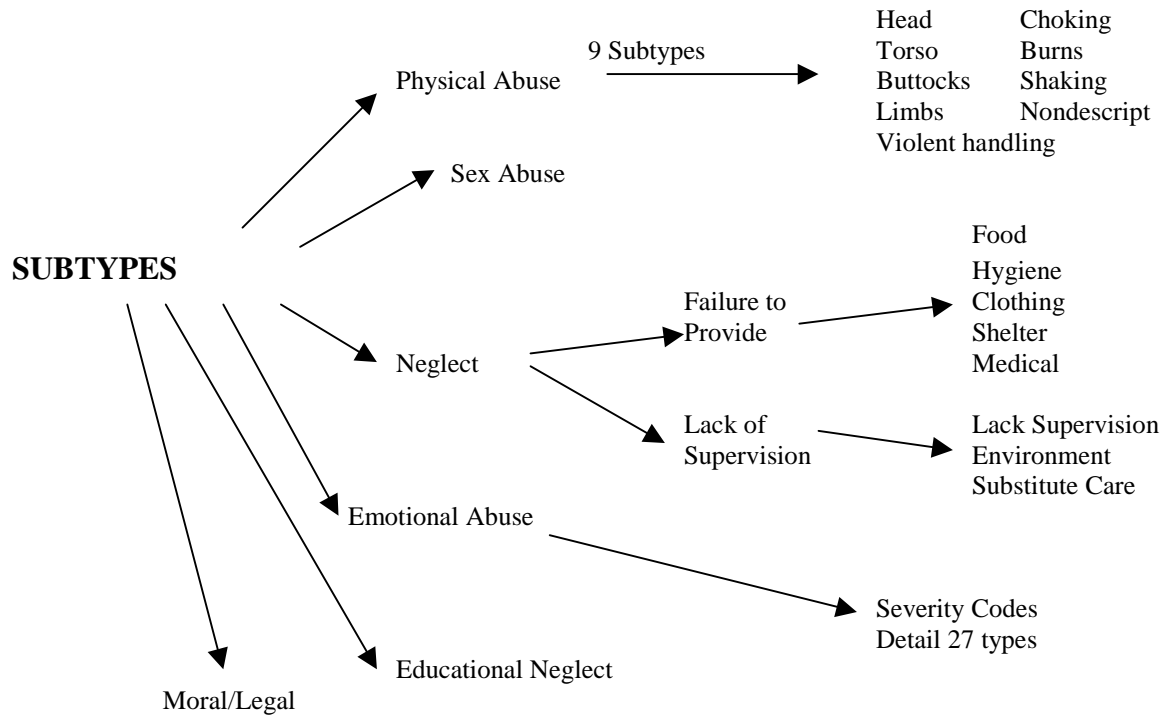 SUBTYPES
Physical Abuse
9 Subtypes
Head Choking
Torso Burns
Buttocks Shaking
Limbs Nondescript
Violent handling
Sex Abuse
Neglect
Failure to
Provide
Food
Hygiene
Clothing
Shelter
Medical
Lack of
Supervision
Lack Supervision
Environment
Substitute Care
Emotional Abuse
Severity Codes
Detail 27 types
Educational Neglect
Moral/Legal